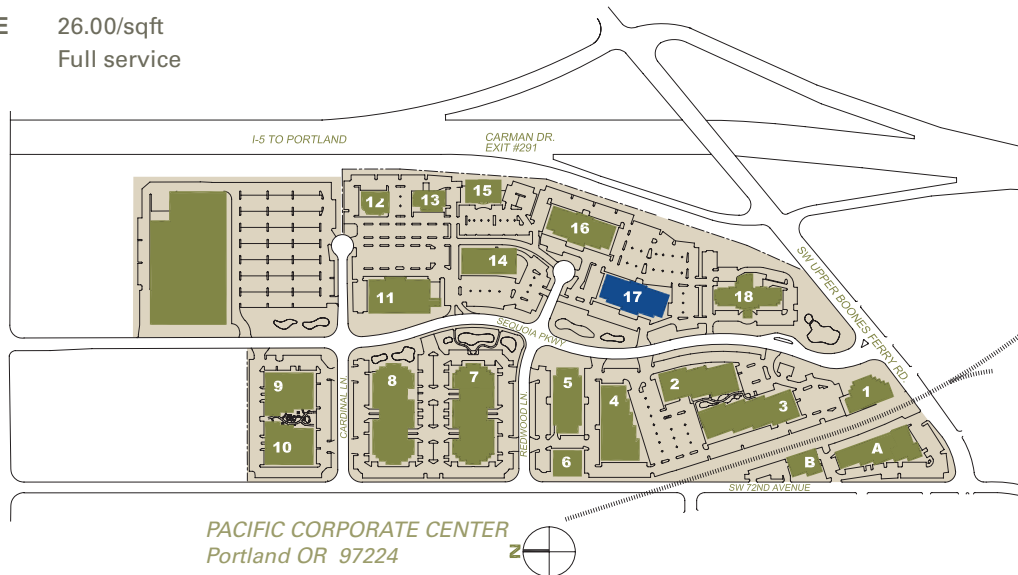 E 26.00/sqft
Full service
I-5 TO PORTLAND
CARMAN DR.
EXIT #291
12
13
15
16
14
11
17
18
SW UPPER BOONES FERRY RD.
SEQUOIA PKWY
9
10
CARDINAL LN.
8
7
REDWOOD LN.
5
6
4
2
3
1
A
B
SW 72ND AVENUE
PACIFIC CORPORATE CENTER
Portland OR 97224
N